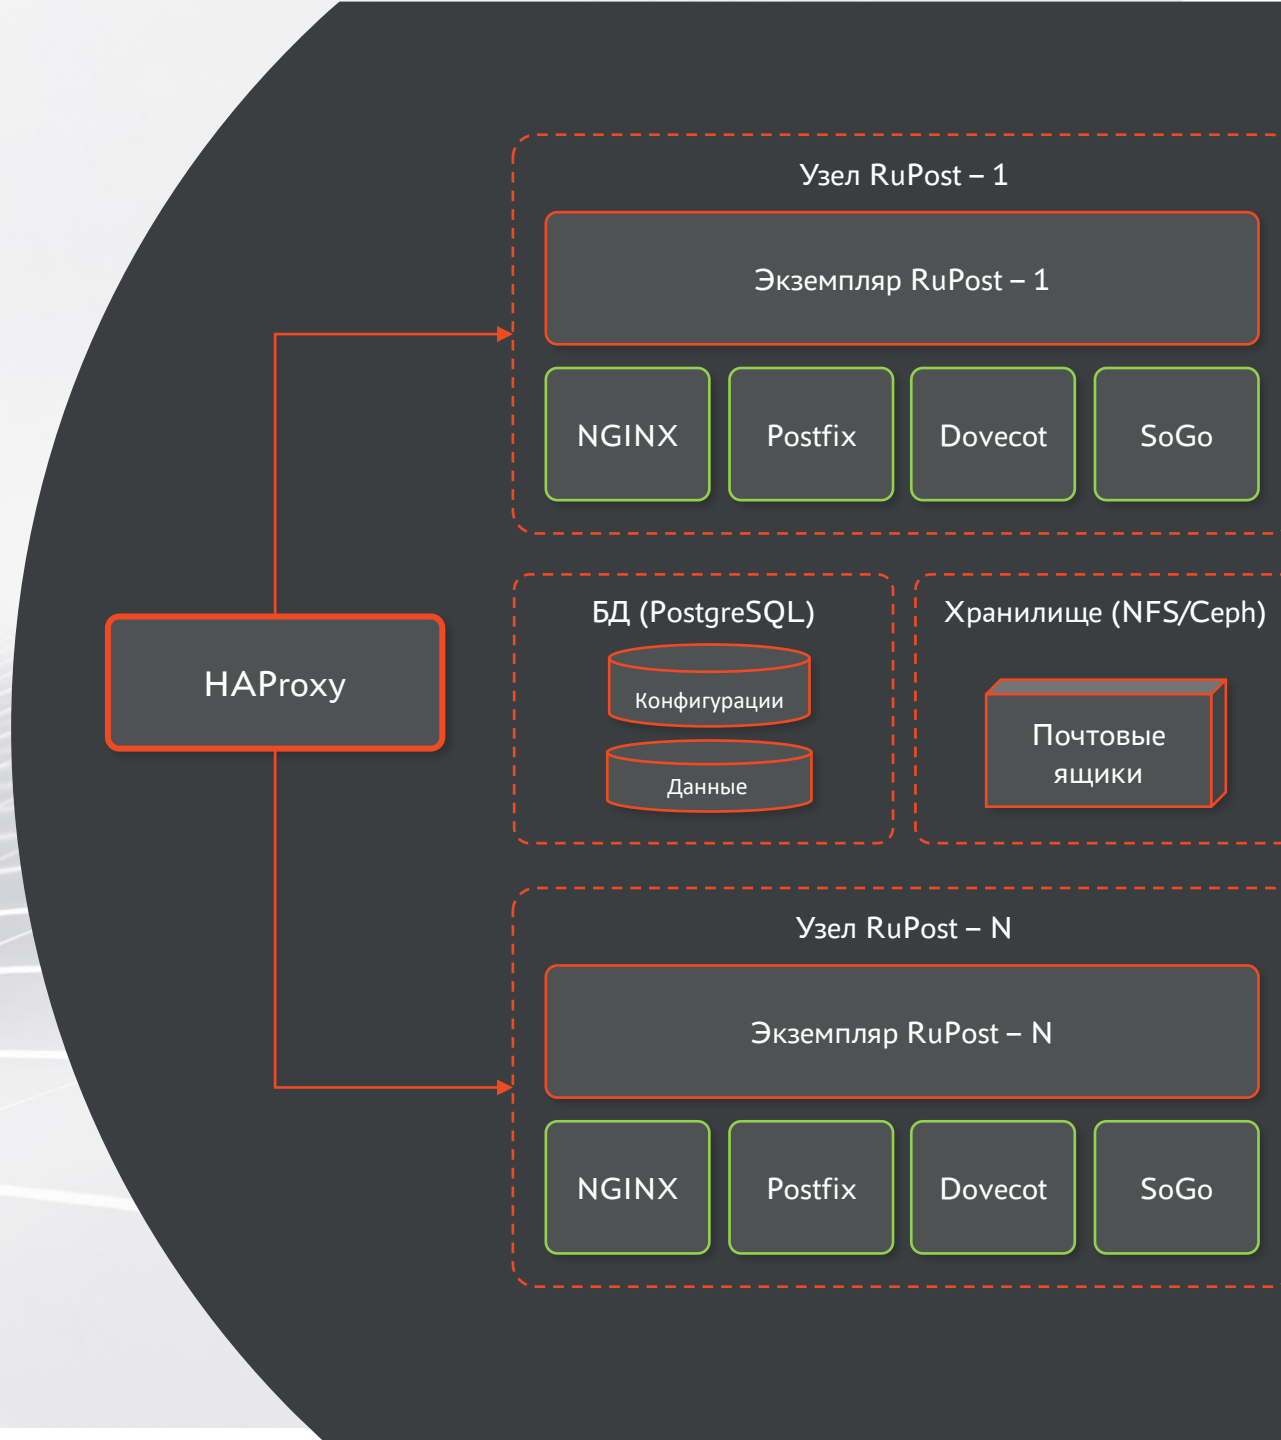 Узел RuPost – 1
Экземпляр RuPost – 1
NGINX
Postfix
Dovecot
SoGo
HAProxy
БД (PostgreSQL)
Конфигурации
Данные
Хранилище (NFS/Ceph)
Почтовые
ящики
Узел RuPost – N
Экземпляр RuPost – N
NGINX
Postfix
Dovecot
SoGo